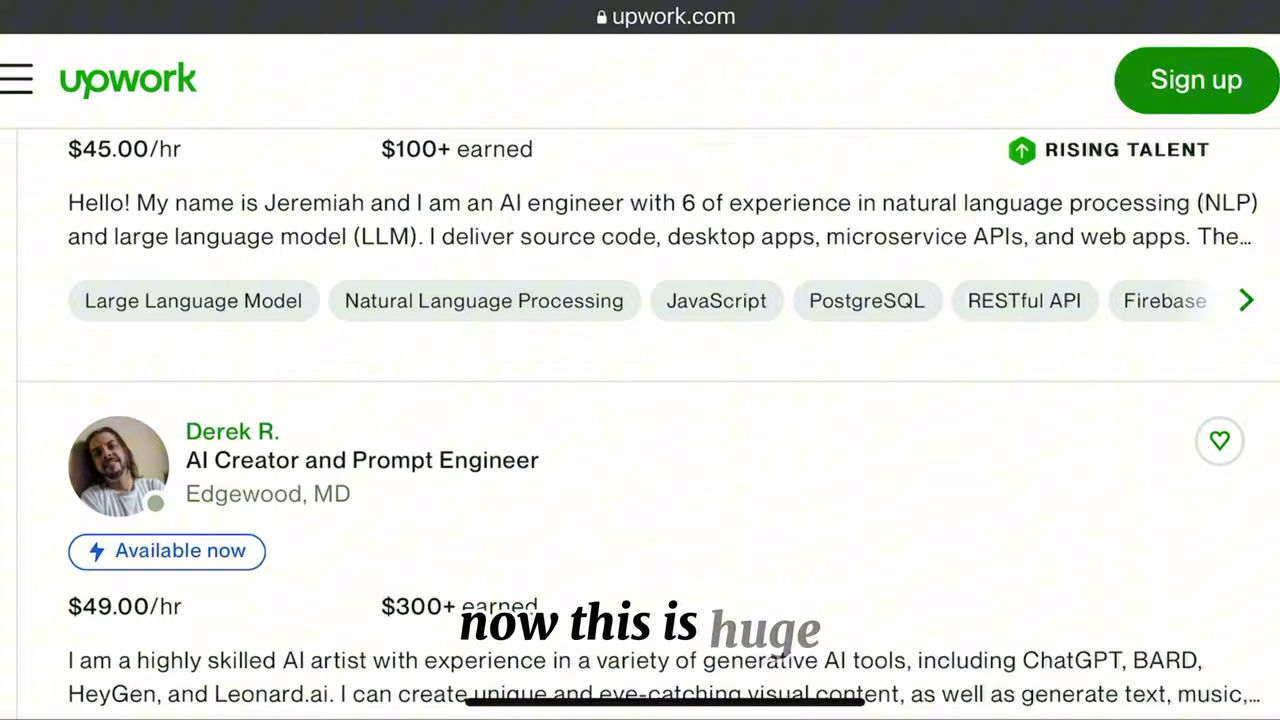 upwork.com
upwork
Sign up
$45.00/hr $100+ earned RISING TALENT
Hello! My name is Jeremiah and I am an AI engineer with 6 of experience in natural language processing (NLP)
and large language model (LLM). I deliver source code, desktop apps, microservice APIs, and web apps. The…
Large Language Model Natural Language Processing JavaScript PostgreSQL RESTful API Firebase
Derek R.
AI Creator and Prompt Engineer
Edgewood, MD
Available now
$49.00/hr $300+ earned
now this is huge
I am a highly skilled AI artist with experience in a variety of generative AI tools, including ChatGPT, BARD,
HeyGen, and Leonard.ai. I can create unique and eye-catching visual content, as well as generate text, music,…